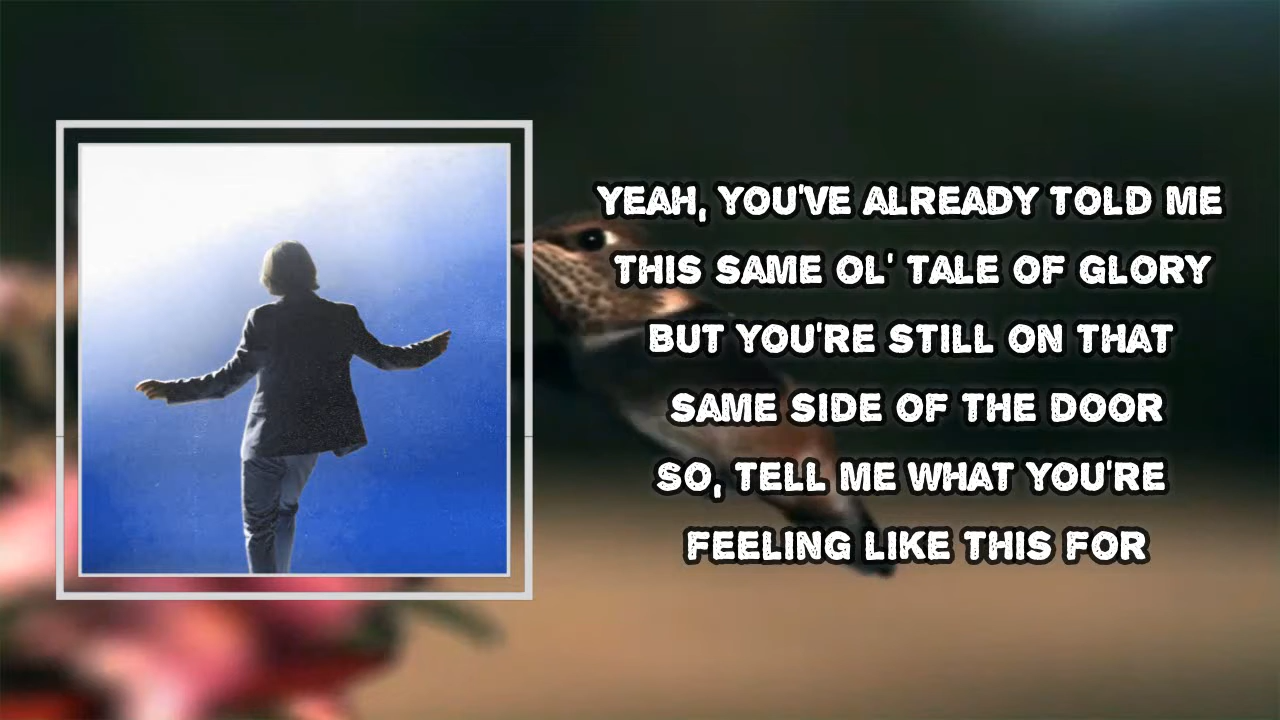 YEAH, YOU'VE ALREADY TOLD ME
THIS SAME OL' TALE OF GLORY
BUT YOU'RE STILL ON THAT
SAME SIDE OF THE DOOR
SO, TELL ME WHAT YOU'RE
FEELING LIKE THIS FOR